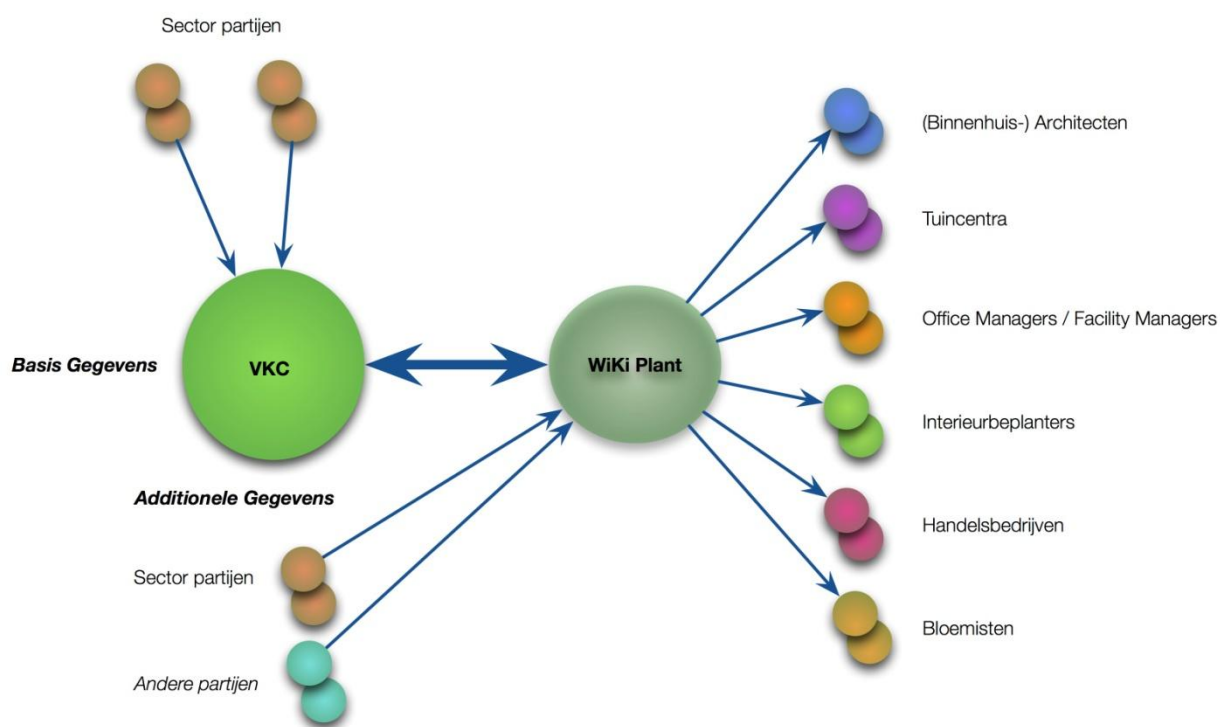 Sector partijen
(Binnenhuis-) Architecten
Tuincentra
Office Managers / Facility Managers
Basis Gegevens
VKC
WiKi Plant
Interieurbeplanters
Additionele Gegevens
Handelsbedrijven
Sector partijen
Bloemisten
Andere partijen